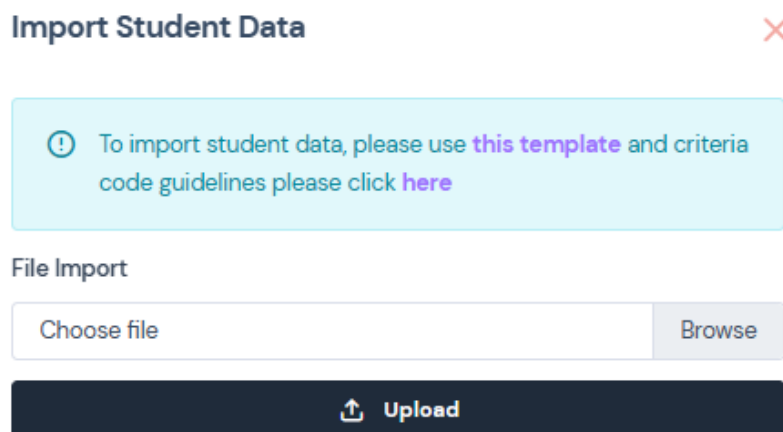 Import Student Data
To import student data, please use this template and criteria
code guidelines please click here
File Import
Choose file
Browse
Upload